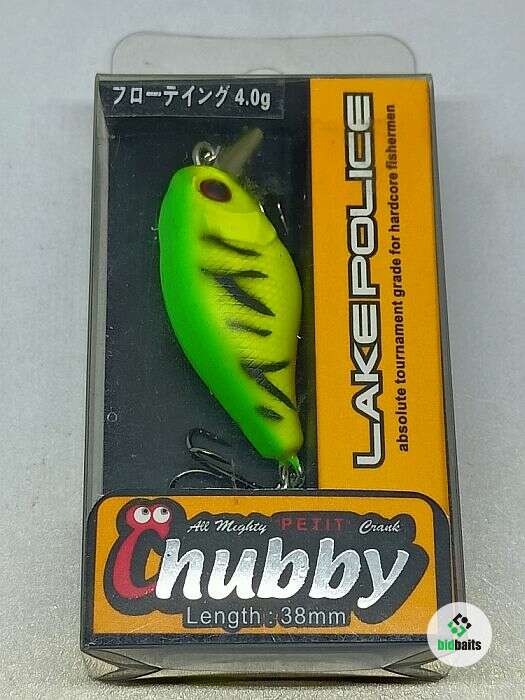 フローテイング 4.0g
LAKE POLICE
absolute tournament grade for hardcore fishermen
All Mighty "PETIT" Crank
Chubby
Length : 38mm
bidbaits